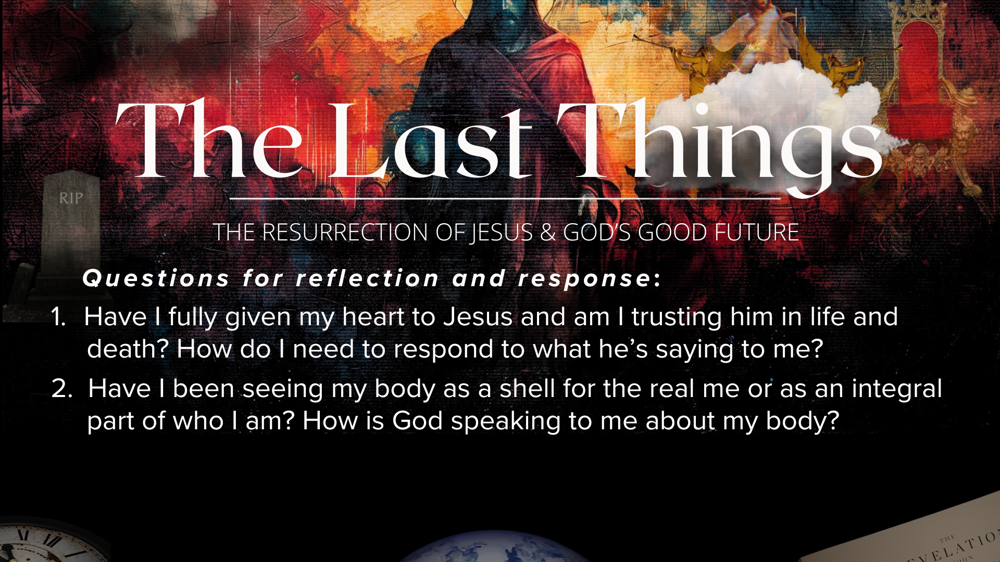 The Last Things
RIP
THE RESURRECTION OF JESUS & GOD'S GOOD FUTURE
Questions for reflection and response:
1. Have I fully given my heart to Jesus and am I trusting him in life and
death? How do I need to respond to what he’s saying to me?
2. Have I been seeing my body as a shell for the real me or as an integral
part of who I am? How is God speaking to me about my body?
XI XII I
THE
EVELATION